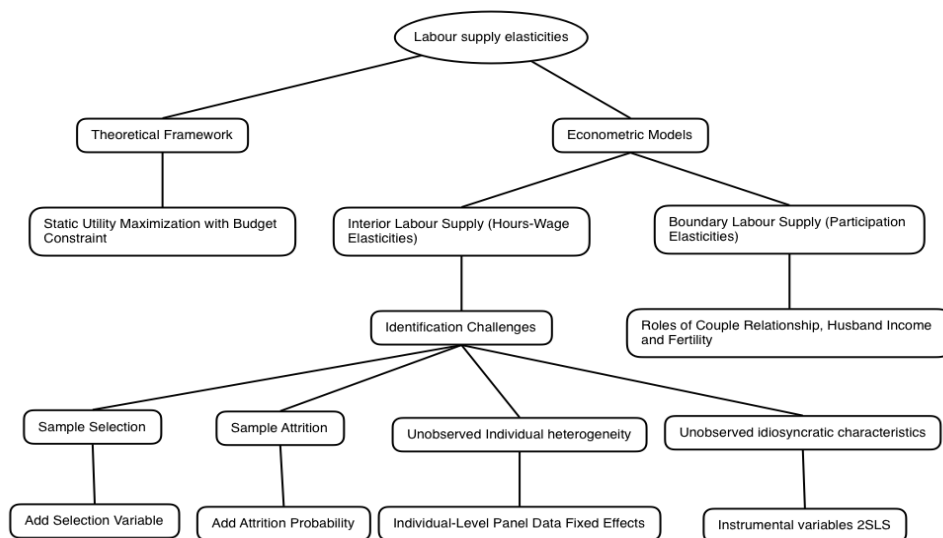 Labour supply elasticities
Theoretical Framework
Econometric Models
Static Utility Maximization with Budget
Constraint
Interior Labour Supply (Hours-Wage
Elasticities)
Boundary Labour Supply (Participation
Elasticities)
Identification Challenges
Roles of Couple Relationship, Husband Income
and Fertility
Sample Selection
Sample Attrition
Unobserved Individual heterogeneity
Unobserved idiosyncratic characteristics
Add Selection Variable
Add Attrition Probability
Individual-Level Panel Data Fixed Effects
Instrumental variables 2SLS